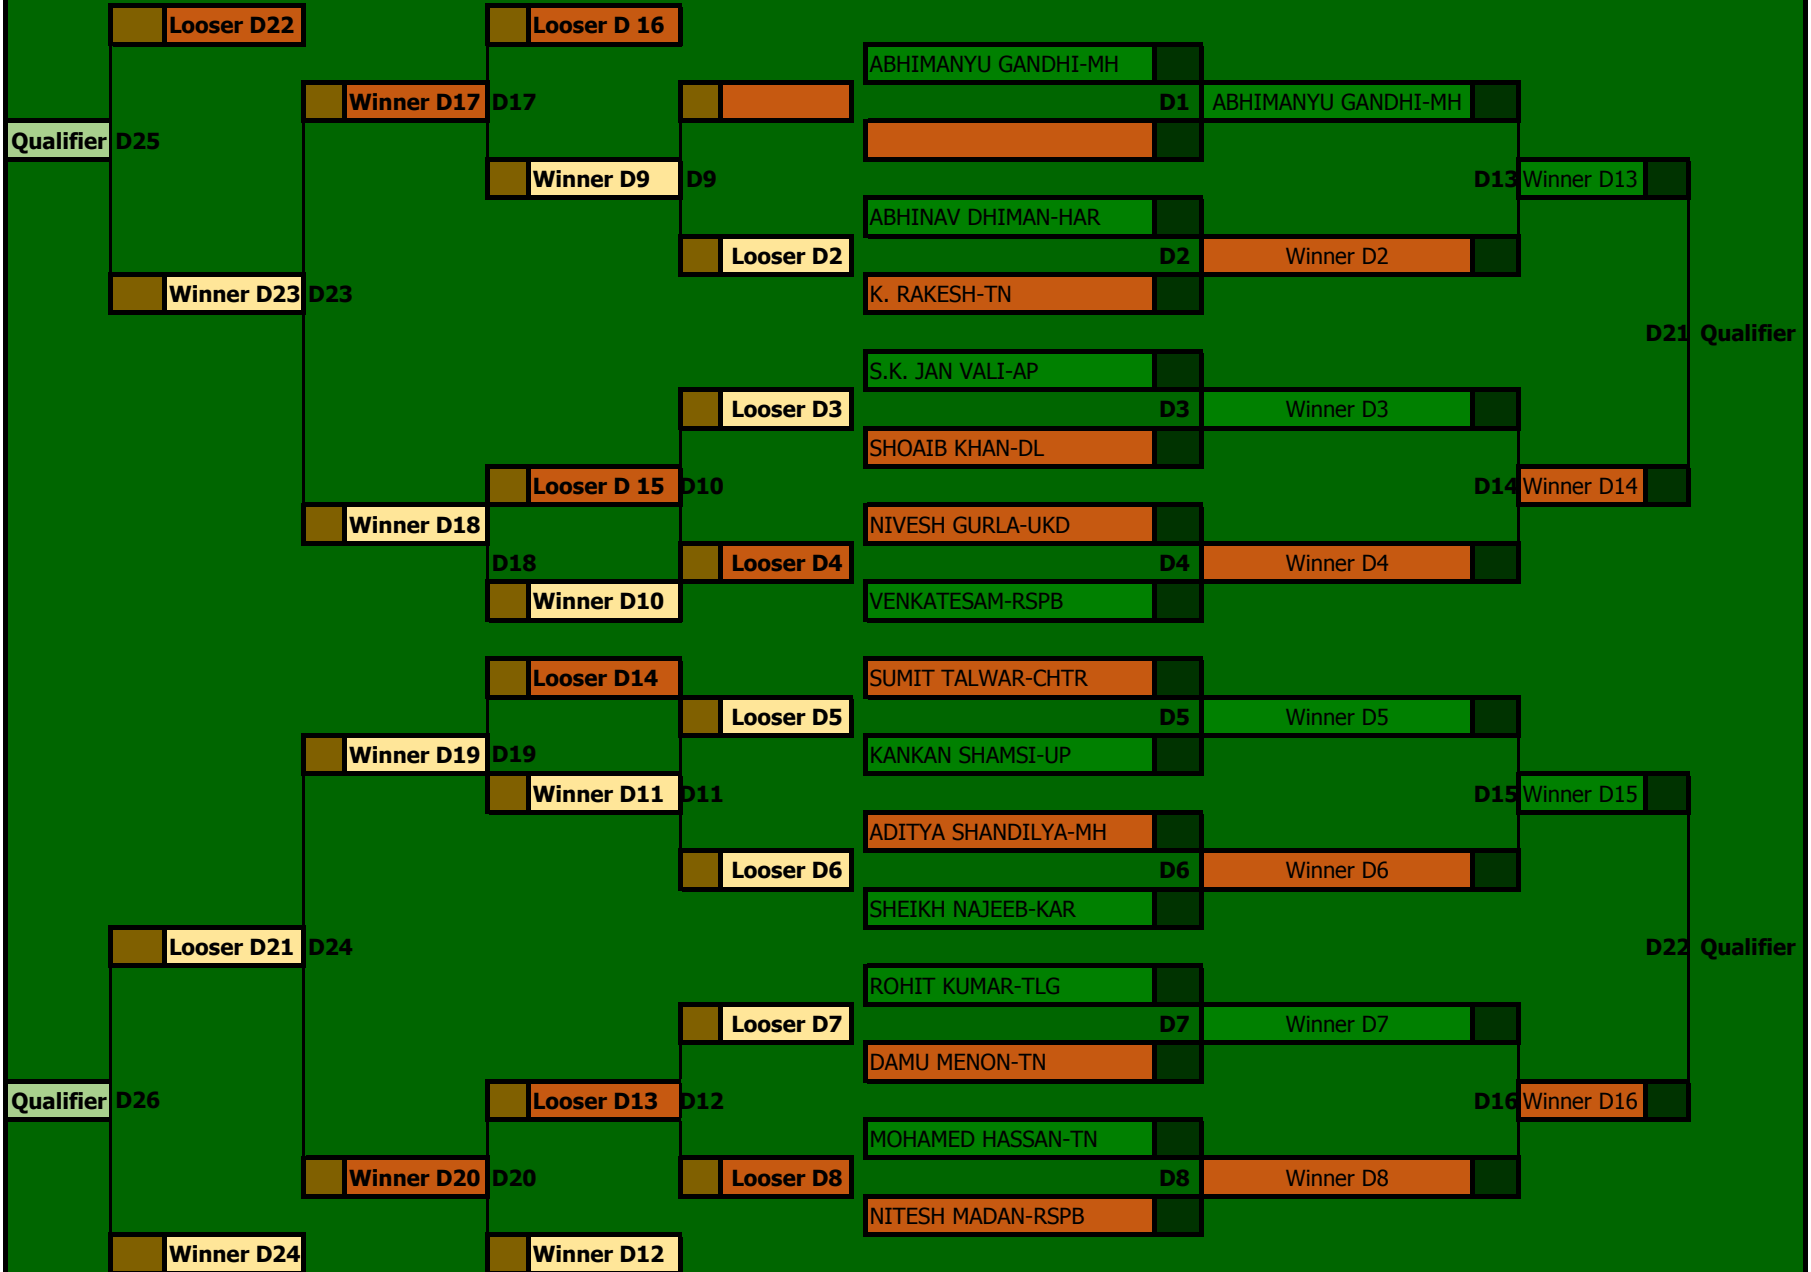 Looser D22 Looser D 16
ABHIMANYU GANDHI-MH
Winner D17 D17 D1 ABHIMANYU GANDHI-MH
Qualifier D25
Winner D9 D9 D13 Winner D13
ABHINAV DHIMAN-HAR
Looser D2 D2 Winner D2
Winner D23 D23 K. RAKESH-TN
D21 Qualifier
S.K. JAN VALI-AP
Looser D3 D3 Winner D3
SHOAIB KHAN-DL
Looser D 15 D10 D14 Winner D14
Winner D18 NIVESH GURLA-UKD
D18 Looser D4 D4 Winner D4
Winner D10 VENKATESAM-RSPB
Looser D14 SUMIT TALWAR-CHTR
Looser D5 D5 Winner D5
Winner D19 D19 KANKAN SHAMSI-UP
Winner D11 D11 D15 Winner D15
ADITYA SHANDILYA-MH
Looser D6 D6 Winner D6
SHEIKH NAJEEB-KAR
Looser D21 D24 D22 Qualifier
ROHIT KUMAR-TLG
Looser D7 D7 Winner D7
DAMU MENON-TN
Qualifier D26 Looser D13 D12 D16 Winner D16
MOHAMED HASSAN-TN
Winner D20 D20 Looser D8 D8 Winner D8
NITESH MADAN-RSPB
Winner D24 Winner D12